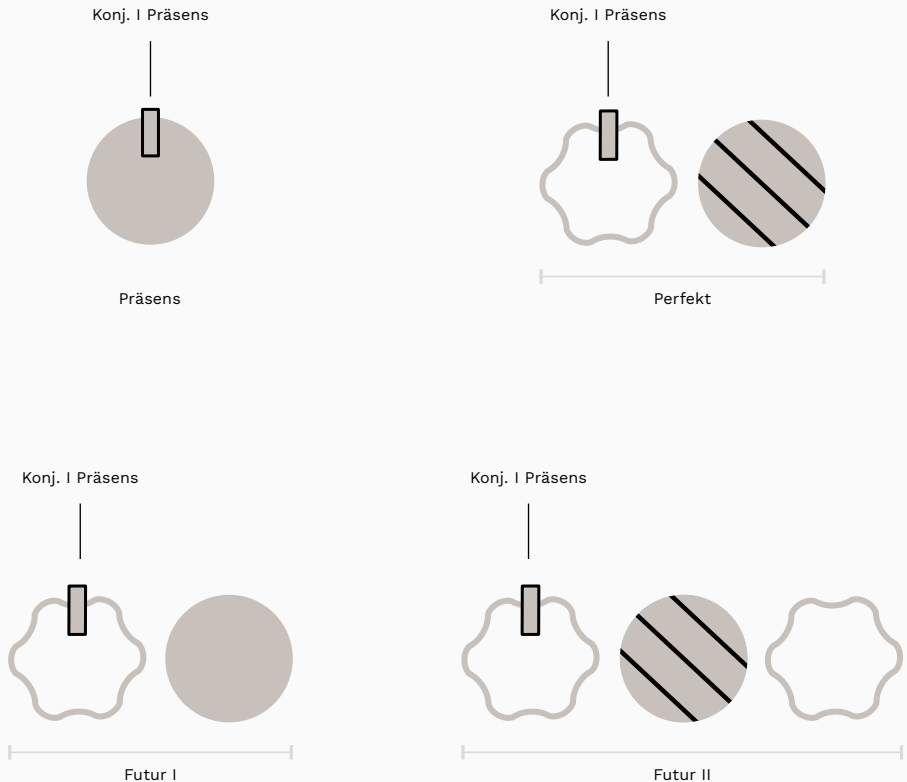 Konj. I Präsens
Konj. I Präsens
Präsens
Perfekt
Konj. I Präsens
Konj. I Präsens
Futur I
Futur II